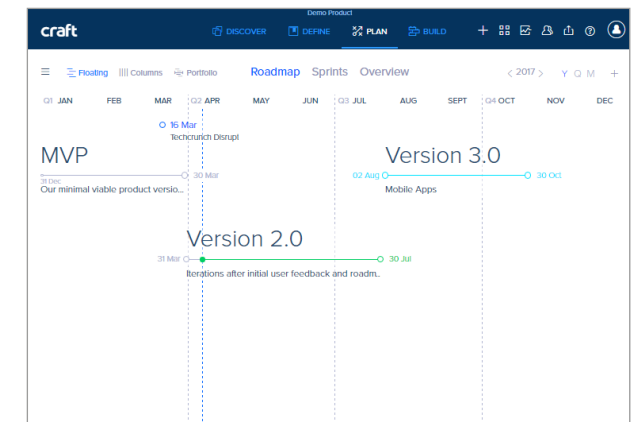 Demo Product
craft DISCOVER DEFINE PLAN BUILD
Floating Columns Portfolio Roadmap Sprints Overview < 2017 > Y Q M +
Q1 JAN FEB MAR Q2 APR MAY JUN Q3 JUL AUG SEPT Q4 OCT NOV DEC
16 Mar
Techcrunch Disrupt
MVP
31 Dec 30 Mar
Our minimal viable product versio...
Version 3.0
02 Aug 30 Oct
Mobile Apps
Version 2.0
31 Mar 30 Jul
Iterations after initial user feedback and roadm..